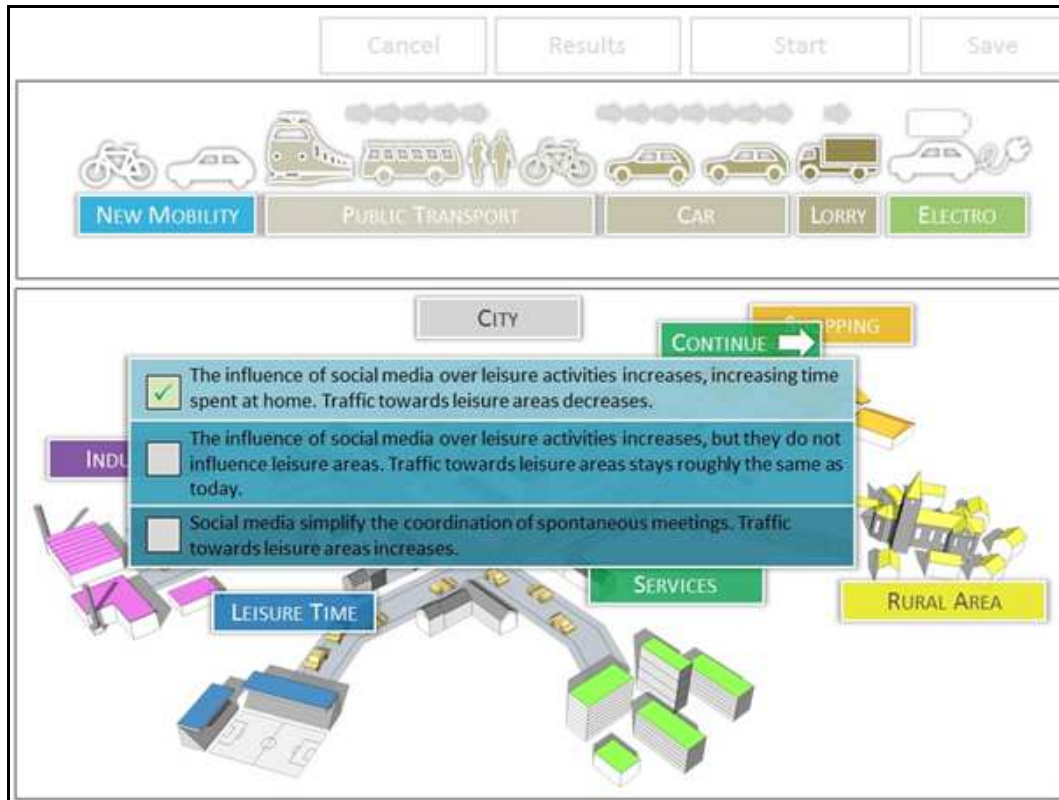 Cancel
Results
Start
Save
NEW MOBILITY
PUBLIC TRANSPORT
CAR
LORRY
ELECTRO
CITY
SHOPPING
CONTINUE
The influence of social media over leisure activities increases, increasing time
spent at home. Traffic towards leisure areas decreases.
The influence of social media over leisure activities increases, but they do not
influence leisure areas. Traffic towards leisure areas stays roughly the same as
today.
Social media simplify the coordination of spontaneous meetings. Traffic
towards leisure areas increases.
INDU
SERVICES
LEISURE TIME
RURAL AREA